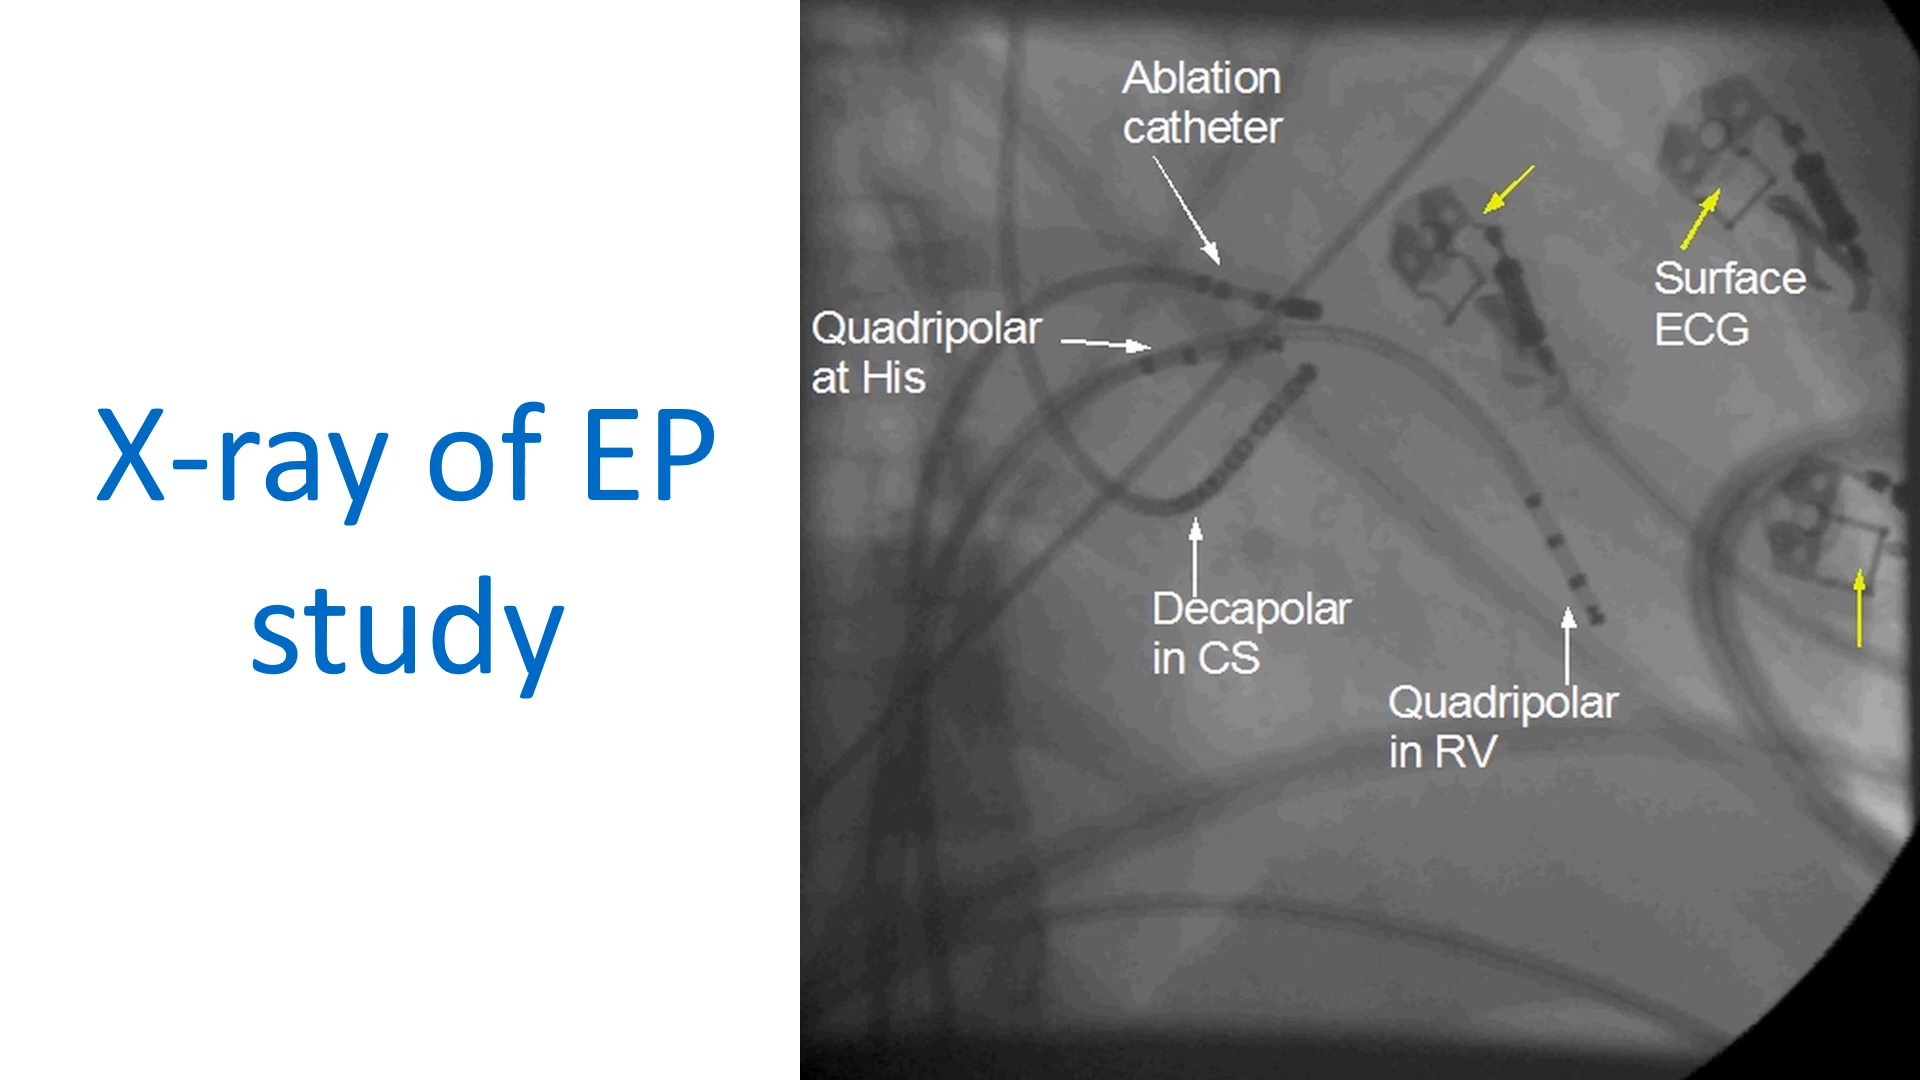 X-ray of EP
study
Ablation
catheter
Quadripolar
at His
Surface
ECG
Decapolar
in CS
Quadripolar
in RV